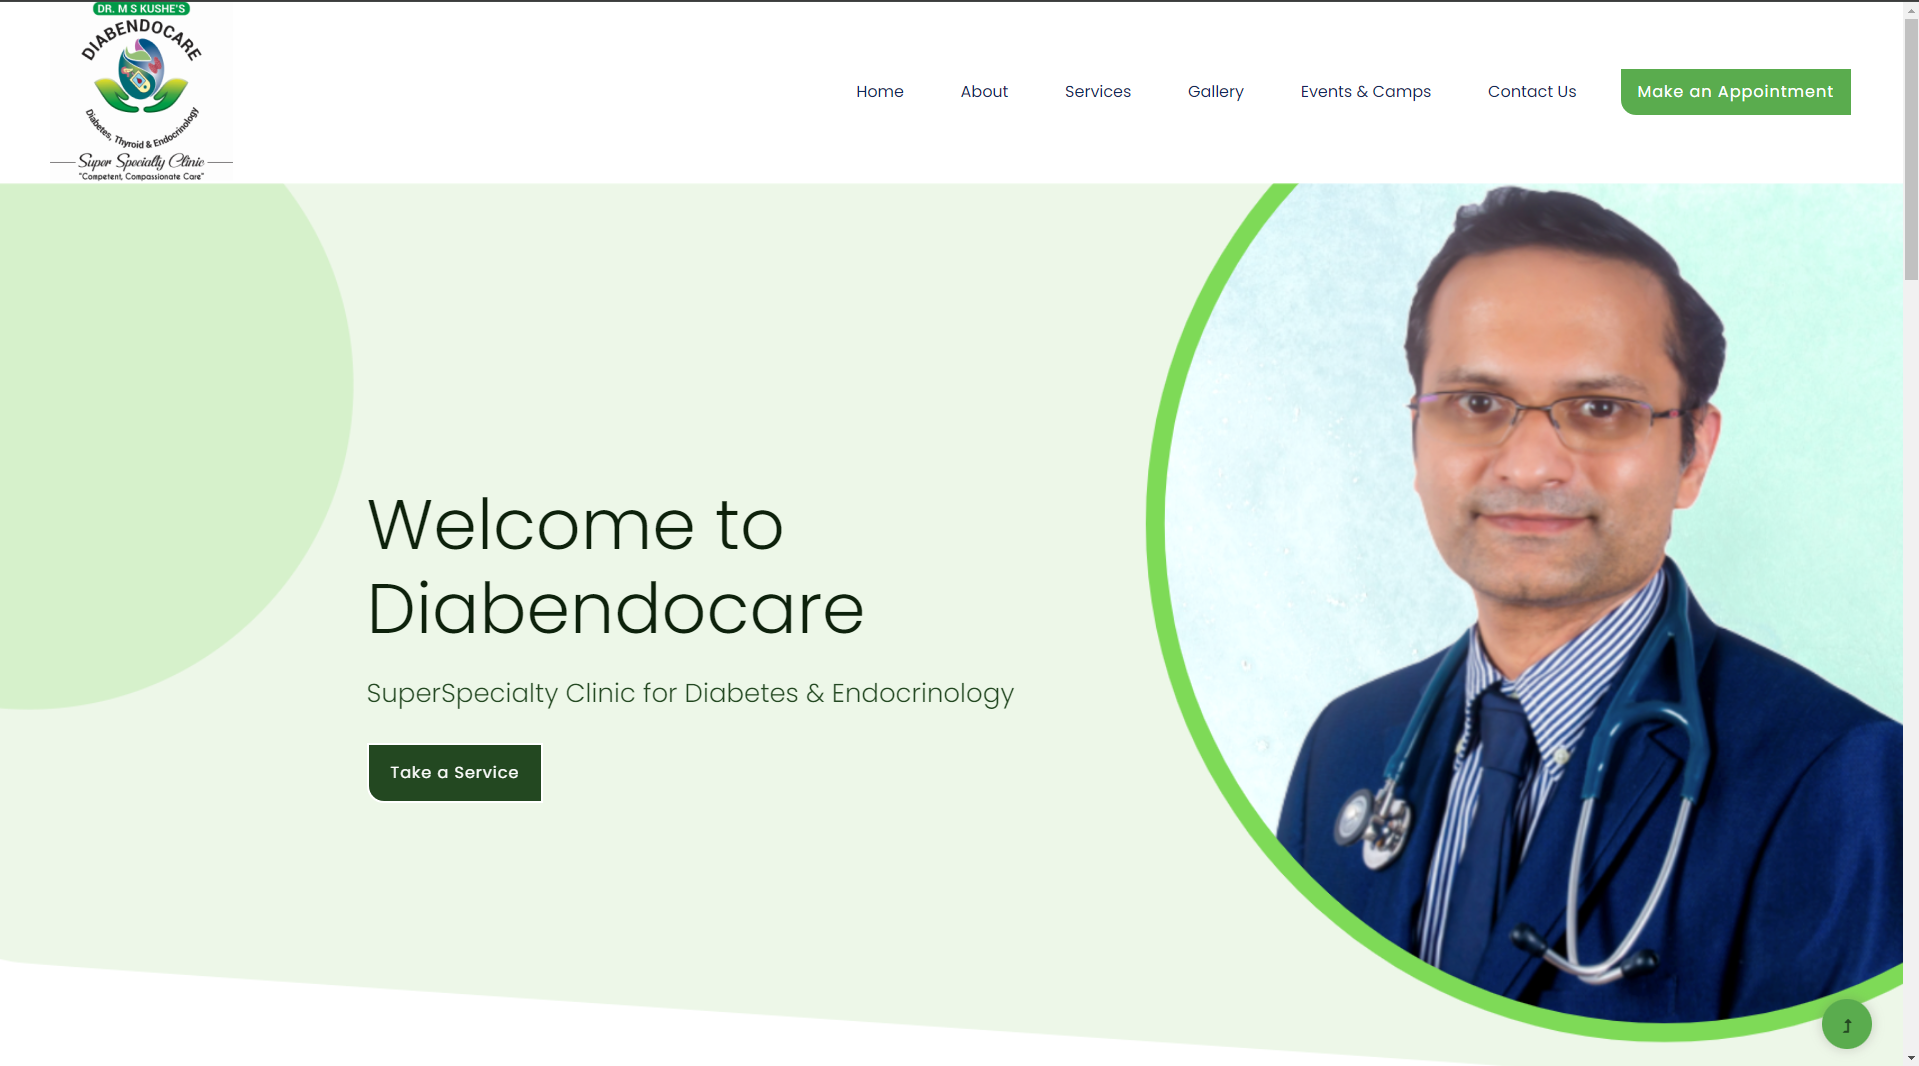 DR. M S KUSHE'S
DIABENDOCARE
Diabetes, Thyroid & Endocrinology
Super Specialty Clinic
"Competent, Compassionate Care"
Home
About
Services
Gallery
Events & Camps
Contact Us
Make an Appointment
Welcome to
Diabendocare
SuperSpecialty Clinic for Diabetes & Endocrinology
Take a Service